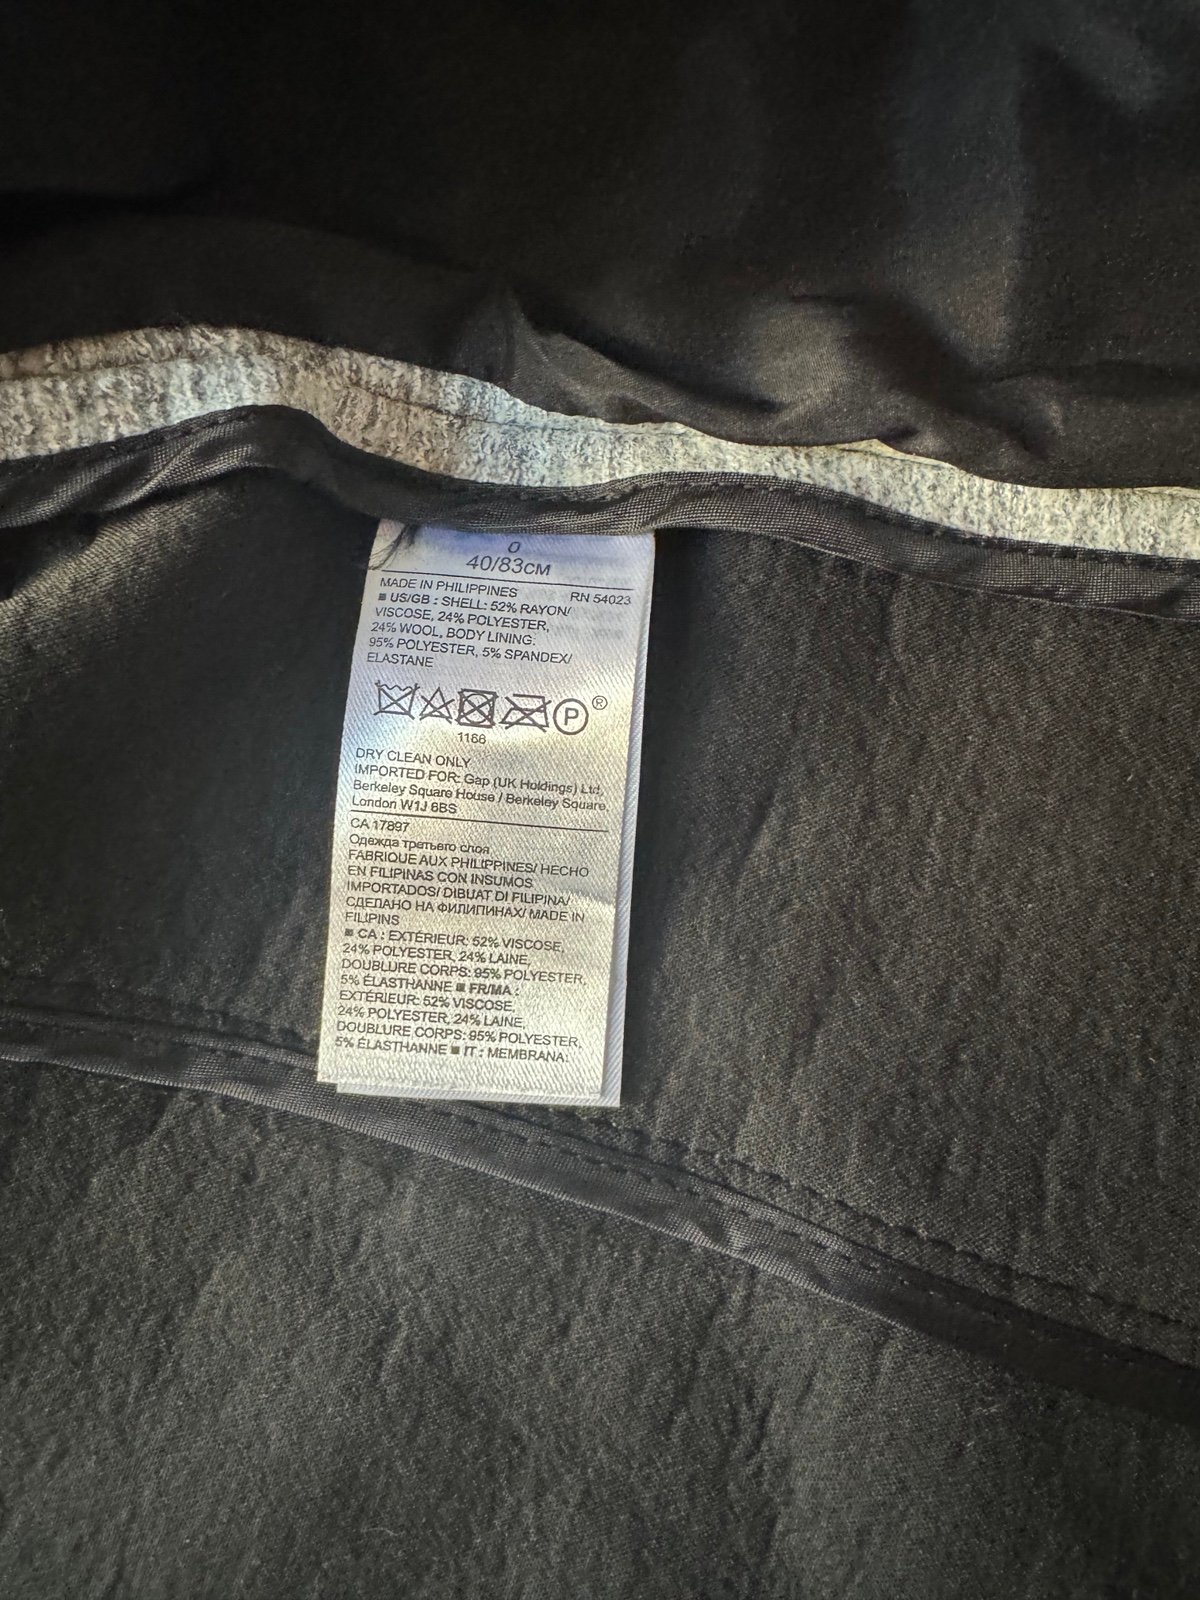 0
40/83CM
MADE IN PHILIPPINES RN 54023
■ US/GB : SHELL: 52% RAYON/
VISCOSE, 24% POLYESTER,
24% WOOL, BODY LINING:
95% POLYESTER, 5% SPANDEX/
ELASTANE
P ®
1166
DRY CLEAN ONLY
IMPORTED FOR: Gap (UK Holdings) Ltd,
Berkeley Square House / Berkeley Square,
London W1J 6BS
CA 17897
Одежда третьего слоя
FABRIQUE AUX PHILIPPINES/ HECHO
EN FILIPINAS CON INSUMOS
IMPORTADOS/ DIBUAT DI FILIPINA/
СДЕЛАНО НА ФИЛИПИНАХ/ MADE IN
FILIPINS
■ CA : EXTÉRIEUR: 52% VISCOSE,
24% POLYESTER, 24% LAINE,
DOUBLURE CORPS: 95% POLYESTER,
5% ÉLASTHANNE ■ FR/MA :
EXTÉRIEUR: 52% VISCOSE,
24% POLYESTER, 24% LAINE,
DOUBLURE CORPS: 95% POLYESTER,
5% ÉLASTHANNE ■ IT : MEMBRANA: